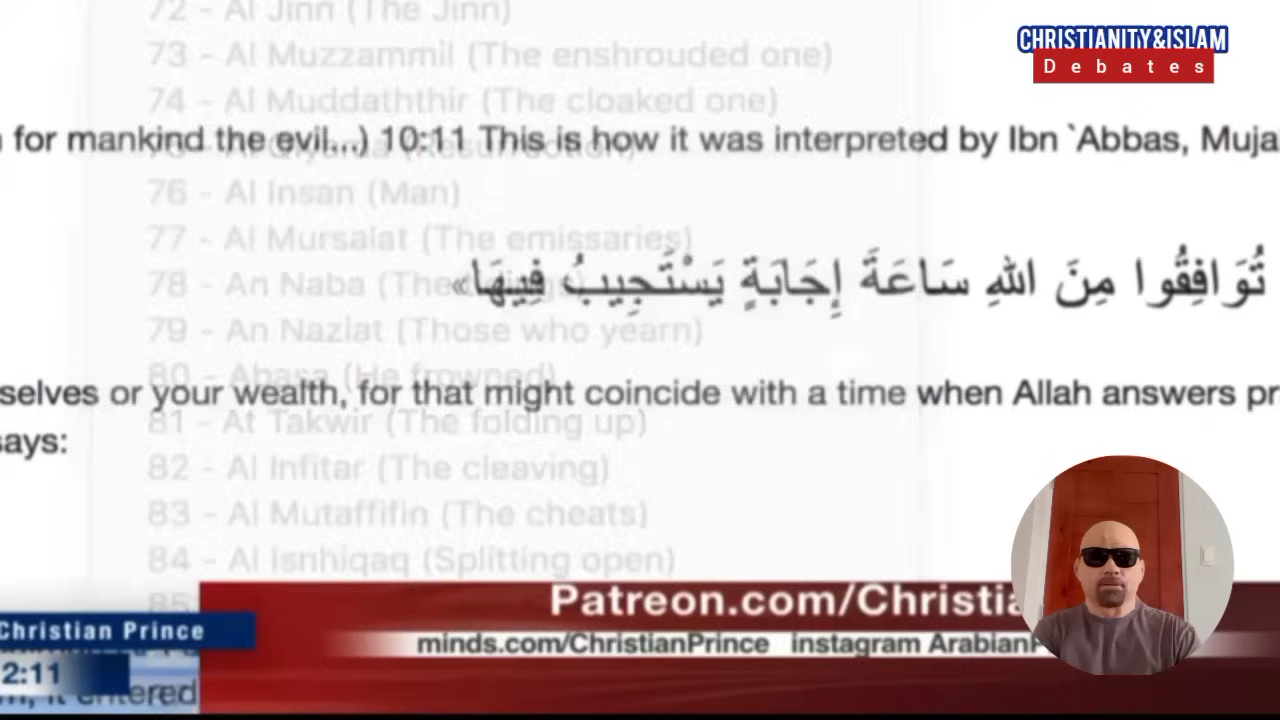 72 - Al Jinn (The Jinn)
CHRISTIANITY&ISLAM
Debates
73 - Al Muzzammil (The enshrouded one)
74 - Al Muddaththir (The cloaked one)
for mankind the evil...) 10:11 This is how it was interpreted by Ibn `Abbas, Muja
76 - Al Insan (Man)
77 - Al Mursalat (The emissaries)
78 - An Naba
تُوَافِقُوا مِنَ اللهِ سَاعَةَ إِجَابَةٍ يَسْتَجِيبُ فِيهَا»
79 - An Naziat (Those who yearn)
80 - Abasa (He frowned)
selves or your wealth, for that might coincide with a time when Allah answers pr
81 - At Takwir (The folding up)
says:
82 - Al Infitar (The cleaving)
83 - Al Mutaffifin (The cheats)
84 - Al Isnhiqaq (Splitting open)
85
Patreon.com/Christia
Christian Prince
minds.com/ChristianPrince instagram ArabianP
2:11
entered